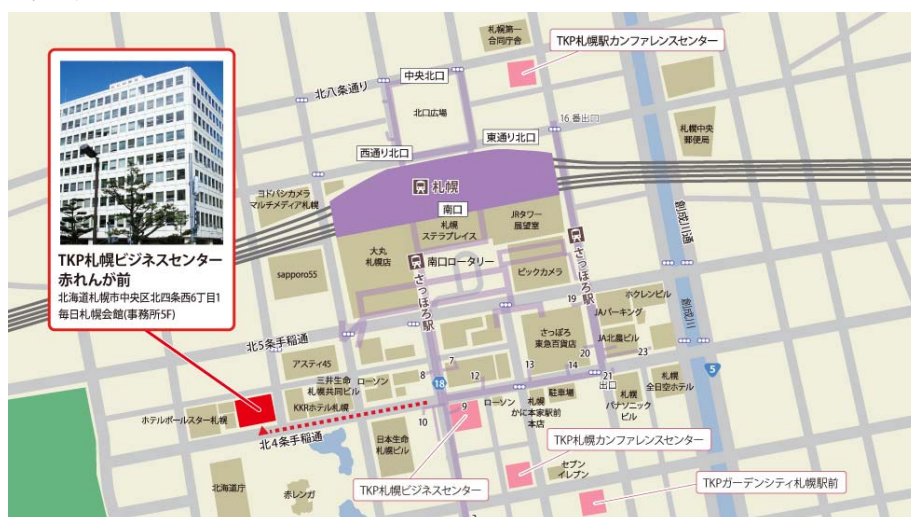 札幌第一
合同庁舎
TKP札幌駅カンファレンスセンター
中央北口
北八条通り
北口広場
16番出口
東通り北口
西通り北口
札幌中央
郵便局
TKP札幌ビジネスセンター
赤れんが前
北海道札幌市中央区北四条西6丁目1
毎日札幌会館(事務所5F)
ヨドバシカメラ
マルチメディア札幌
札幌
南口
札幌
ステラプレイス
JRタワー
展望室
創成川通
大丸
札幌店
南口ロータリー
さっぽろ駅
さっぽろ駅
ビックカメラ
sapporo55
19
ホクレンビル
JAパーキング
創成川
北5条手稲通
さっぽろ
東急百貨店
JA北農ビル
20
23
アスティ45
7
8
12
13
14
5
三井生命
札幌共同ビル
ローソン
18
21
出口
札幌
全日空ホテル
KKRホテル札幌
9
ローソン
駐車場
札幌
かに本家駅前
本店
札幌
パナソニック
ビル
ホテルポールスター札幌
北4条手稲通
10
日本生命
札幌ビル
TKP札幌カンファレンスセンター
セブン
イレブン
北海道庁
赤レンガ
TKP札幌ビジネスセンター
TKPガーデンシティ札幌駅前